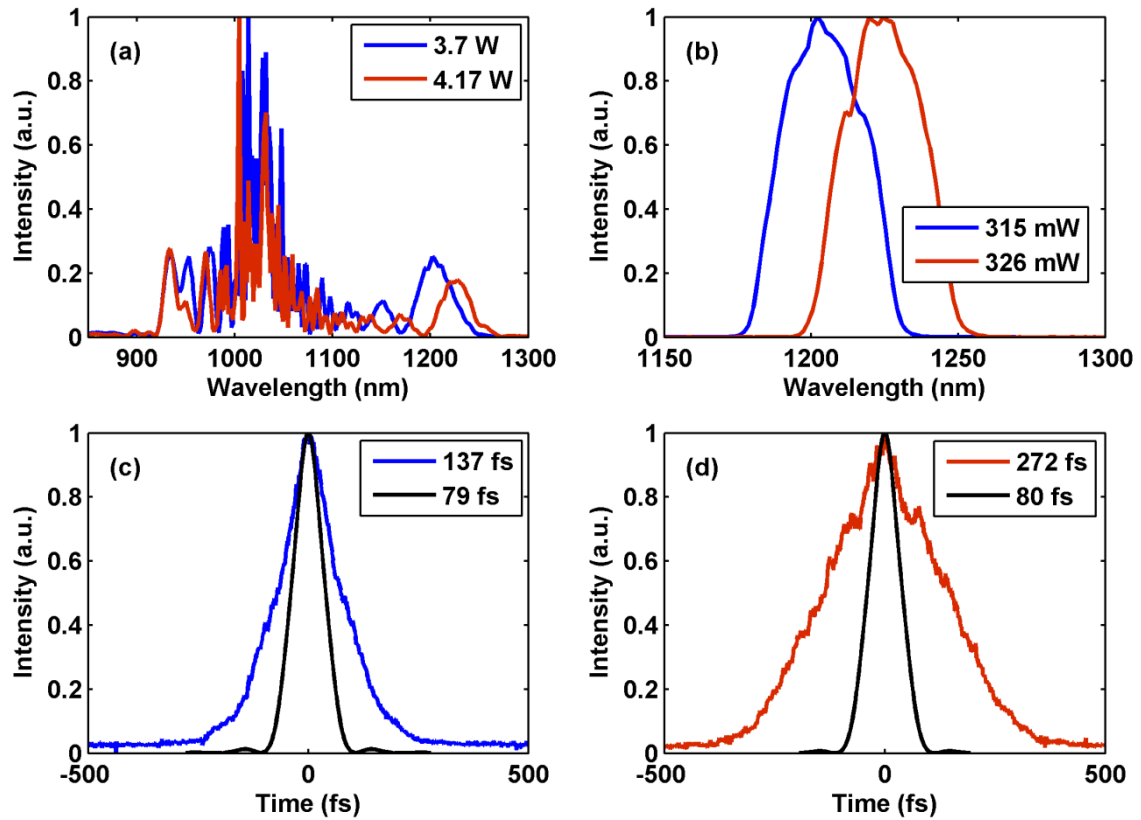 (a)
3.7 W
4.17 W
Intensity (a.u.)
1
0.8
0.6
0.4
0.2
0
900 1000 1100 1200 1300
Wavelength (nm)
(b)
315 mW
326 mW
Intensity (a.u.)
1
0.8
0.6
0.4
0.2
0
1150 1200 1250 1300
Wavelength (nm)
(c)
137 fs
79 fs
Intensity (a.u.)
1
0.8
0.6
0.4
0.2
0
-500 0 500
Time (fs)
(d)
272 fs
80 fs
Intensity (a.u.)
1
0.8
0.6
0.4
0.2
0
-500 0 500
Time (fs)